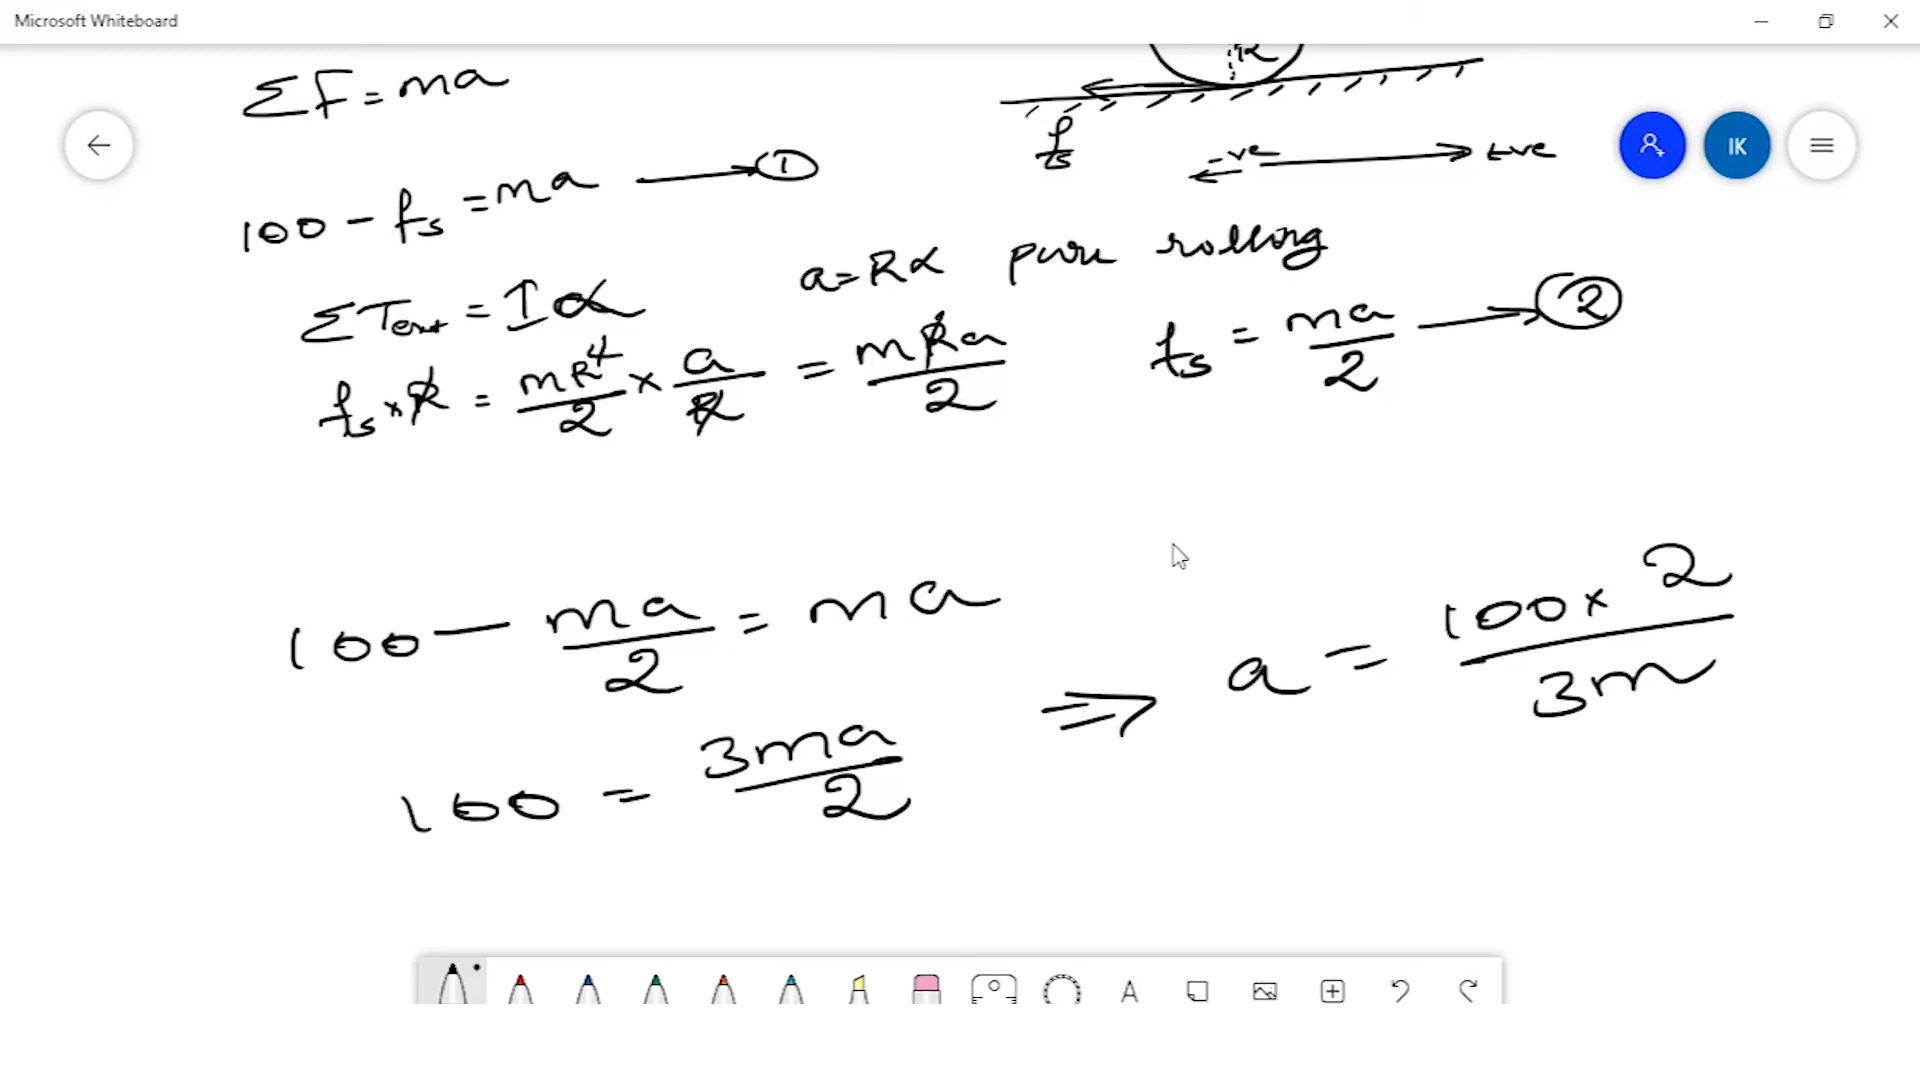 Microsoft Whiteboard
ΣF = ma
R
fs
-ve +ve
100 - fs = ma → ①
a = Rα pure rolling
ΣText = Iα
fs = ma/2 → ②
fs × R = mR²/2 × a/R = mRa/2
100 - ma/2 = ma
100 = 3ma/2 ⇒ a = 100 × 2/3m
IK
A